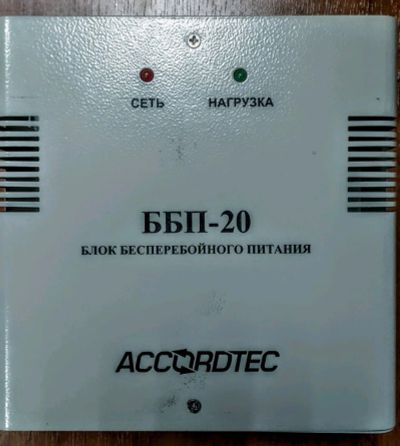 СЕТЬ НАГРУЗКА
ББП-20
БЛОК БЕСПЕРЕБОЙНОГО ПИТАНИЯ
ACCORDTEC